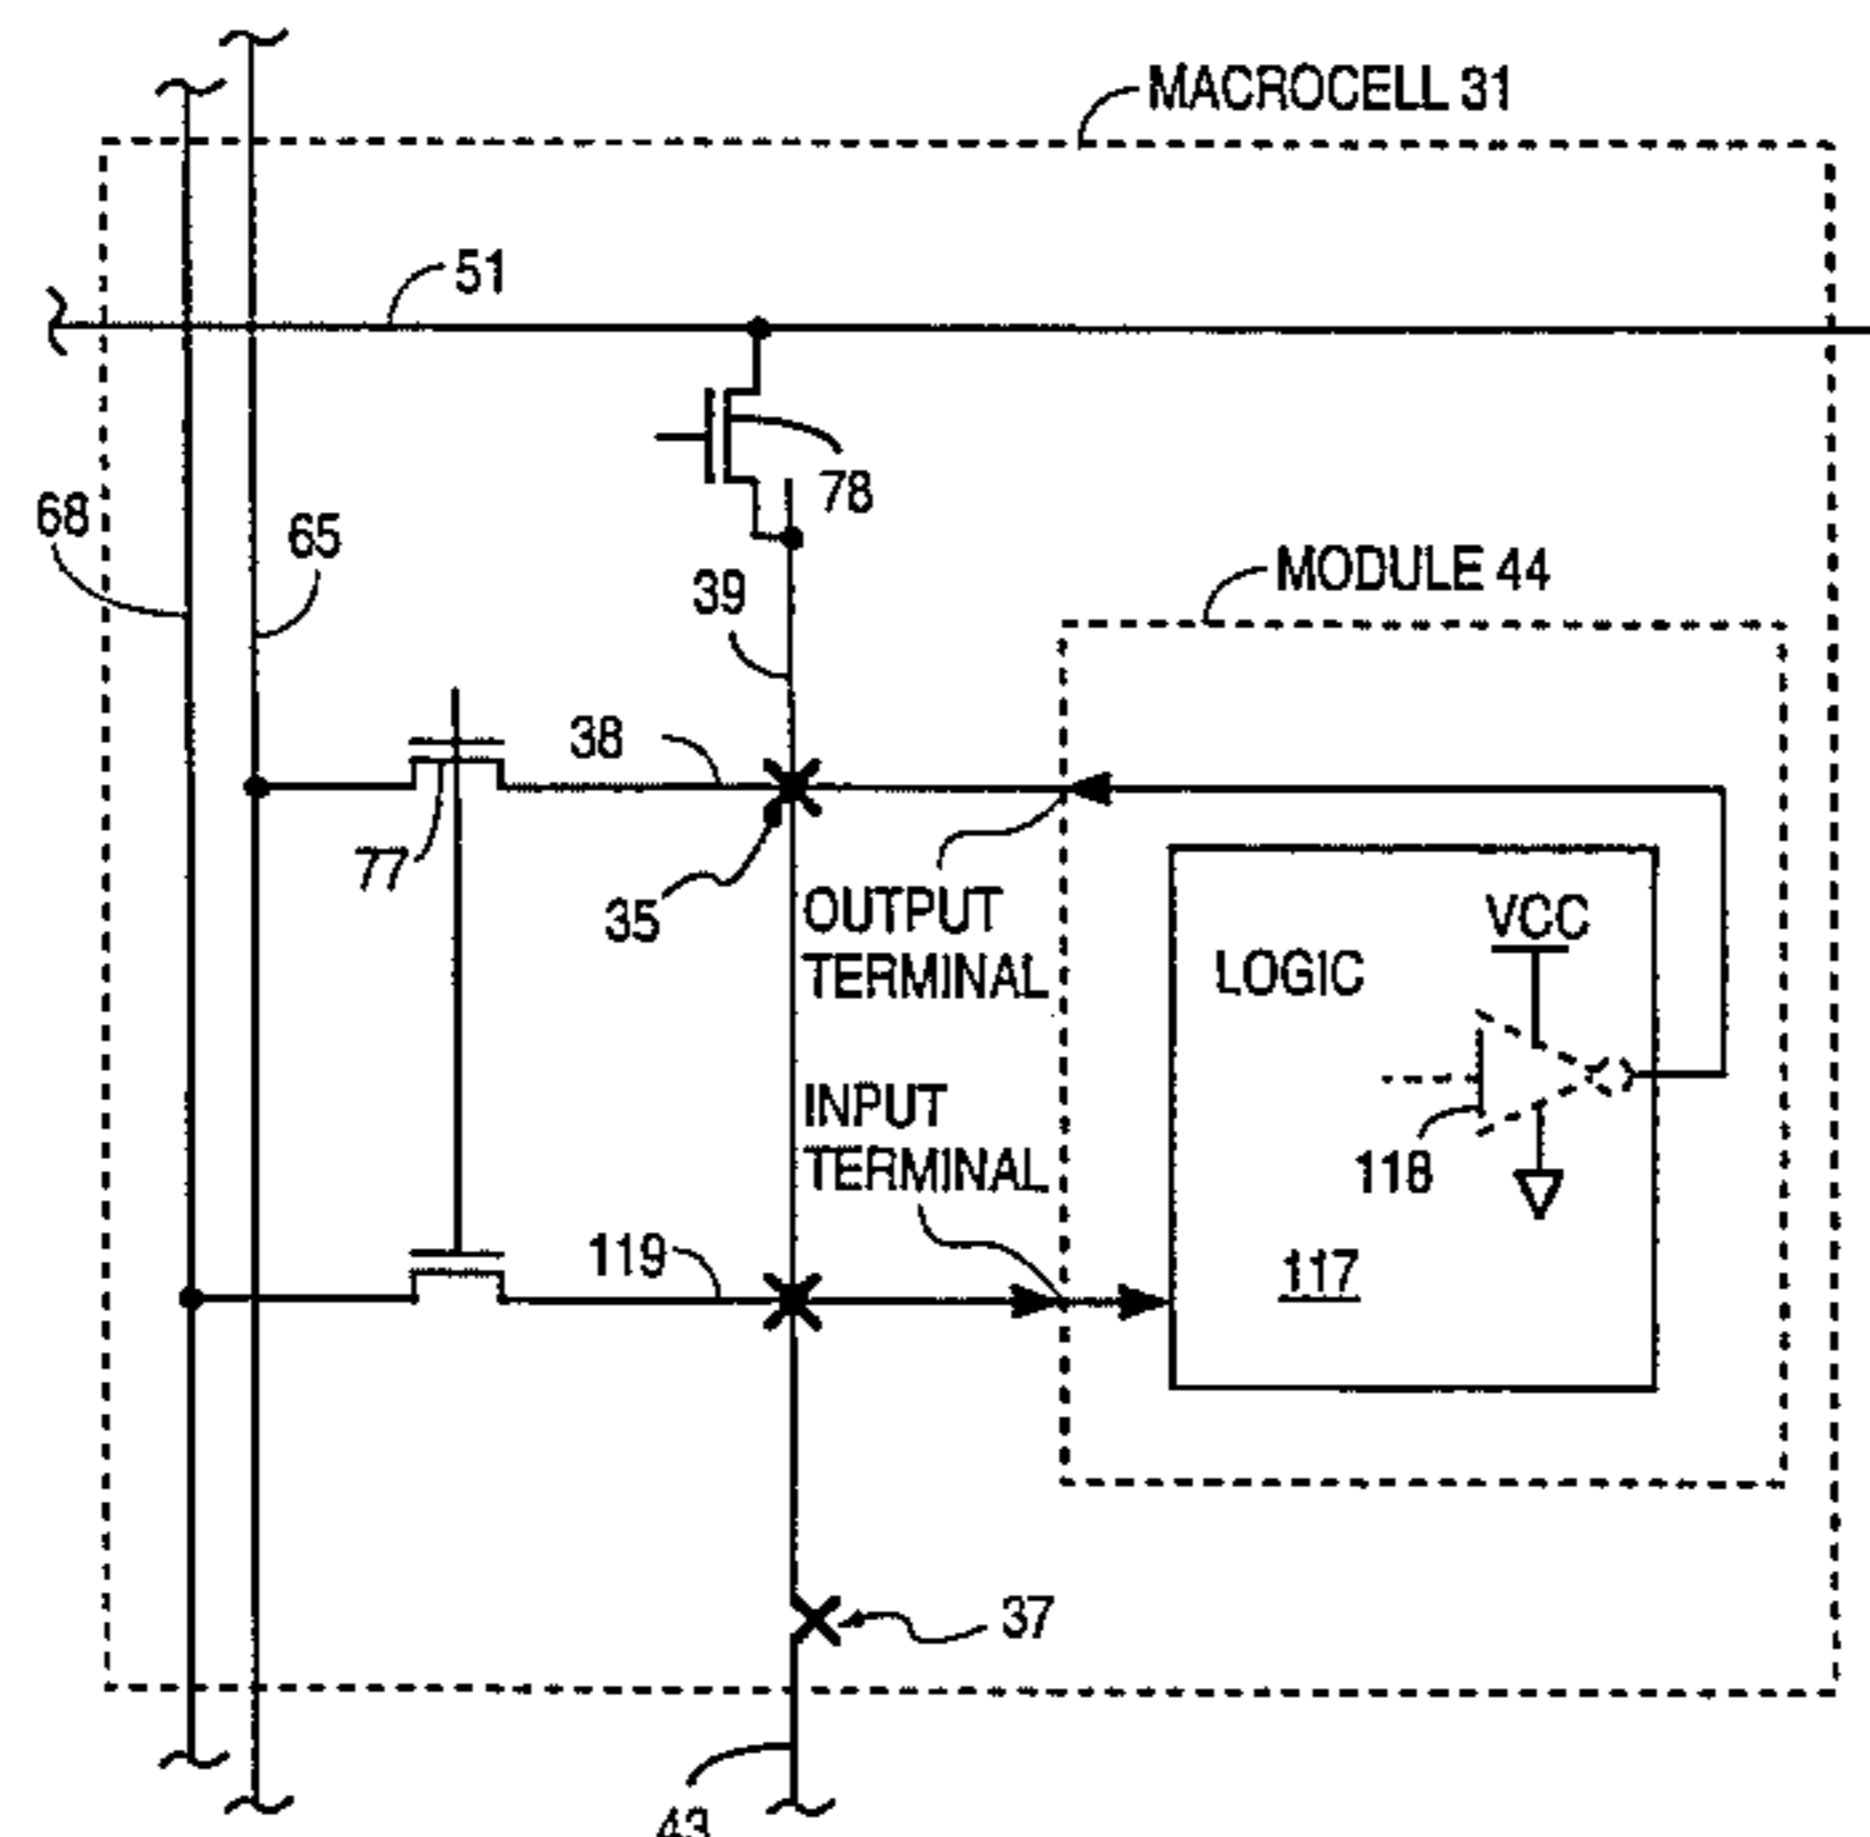 MACROCELL 31
51
78
68
65
MODULE 44
39
38
77
35
OUTPUT
TERMINAL
VCC
LOGIC
INPUT
TERMINAL
118
119
117
37
43